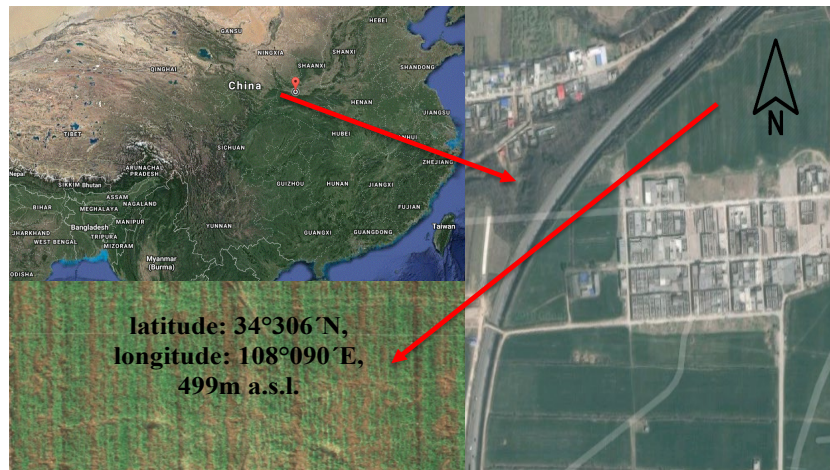 HEBEI
GANSU
NINGXIA
SHANXI
SHAANXI
SHANDONG
QINGHAI
China
HENAN
JIANGSU
TIBET
HUBEI
ANHUI
SICHUAN
ZHEJIANG
Nepal
ARUNACHAL
PRADESH
SIKKIM Bhutan
GUIZHOU
HUNAN
JIANGXI
ASSAM
NAGALAND
BIHAR
MEGHALAYA
FUJIAN
MANIPUR
Bangladesh
YUNNAN
Taiwan
JHARKHAND
TRIPURA
GUANGXI
GUANGDONG
WEST BENGAL
MIZORAM
Myanmar
(Burma)
ODISHA
N
latitude: 34°306´N,
longitude: 108°090´E,
499m a.s.l.